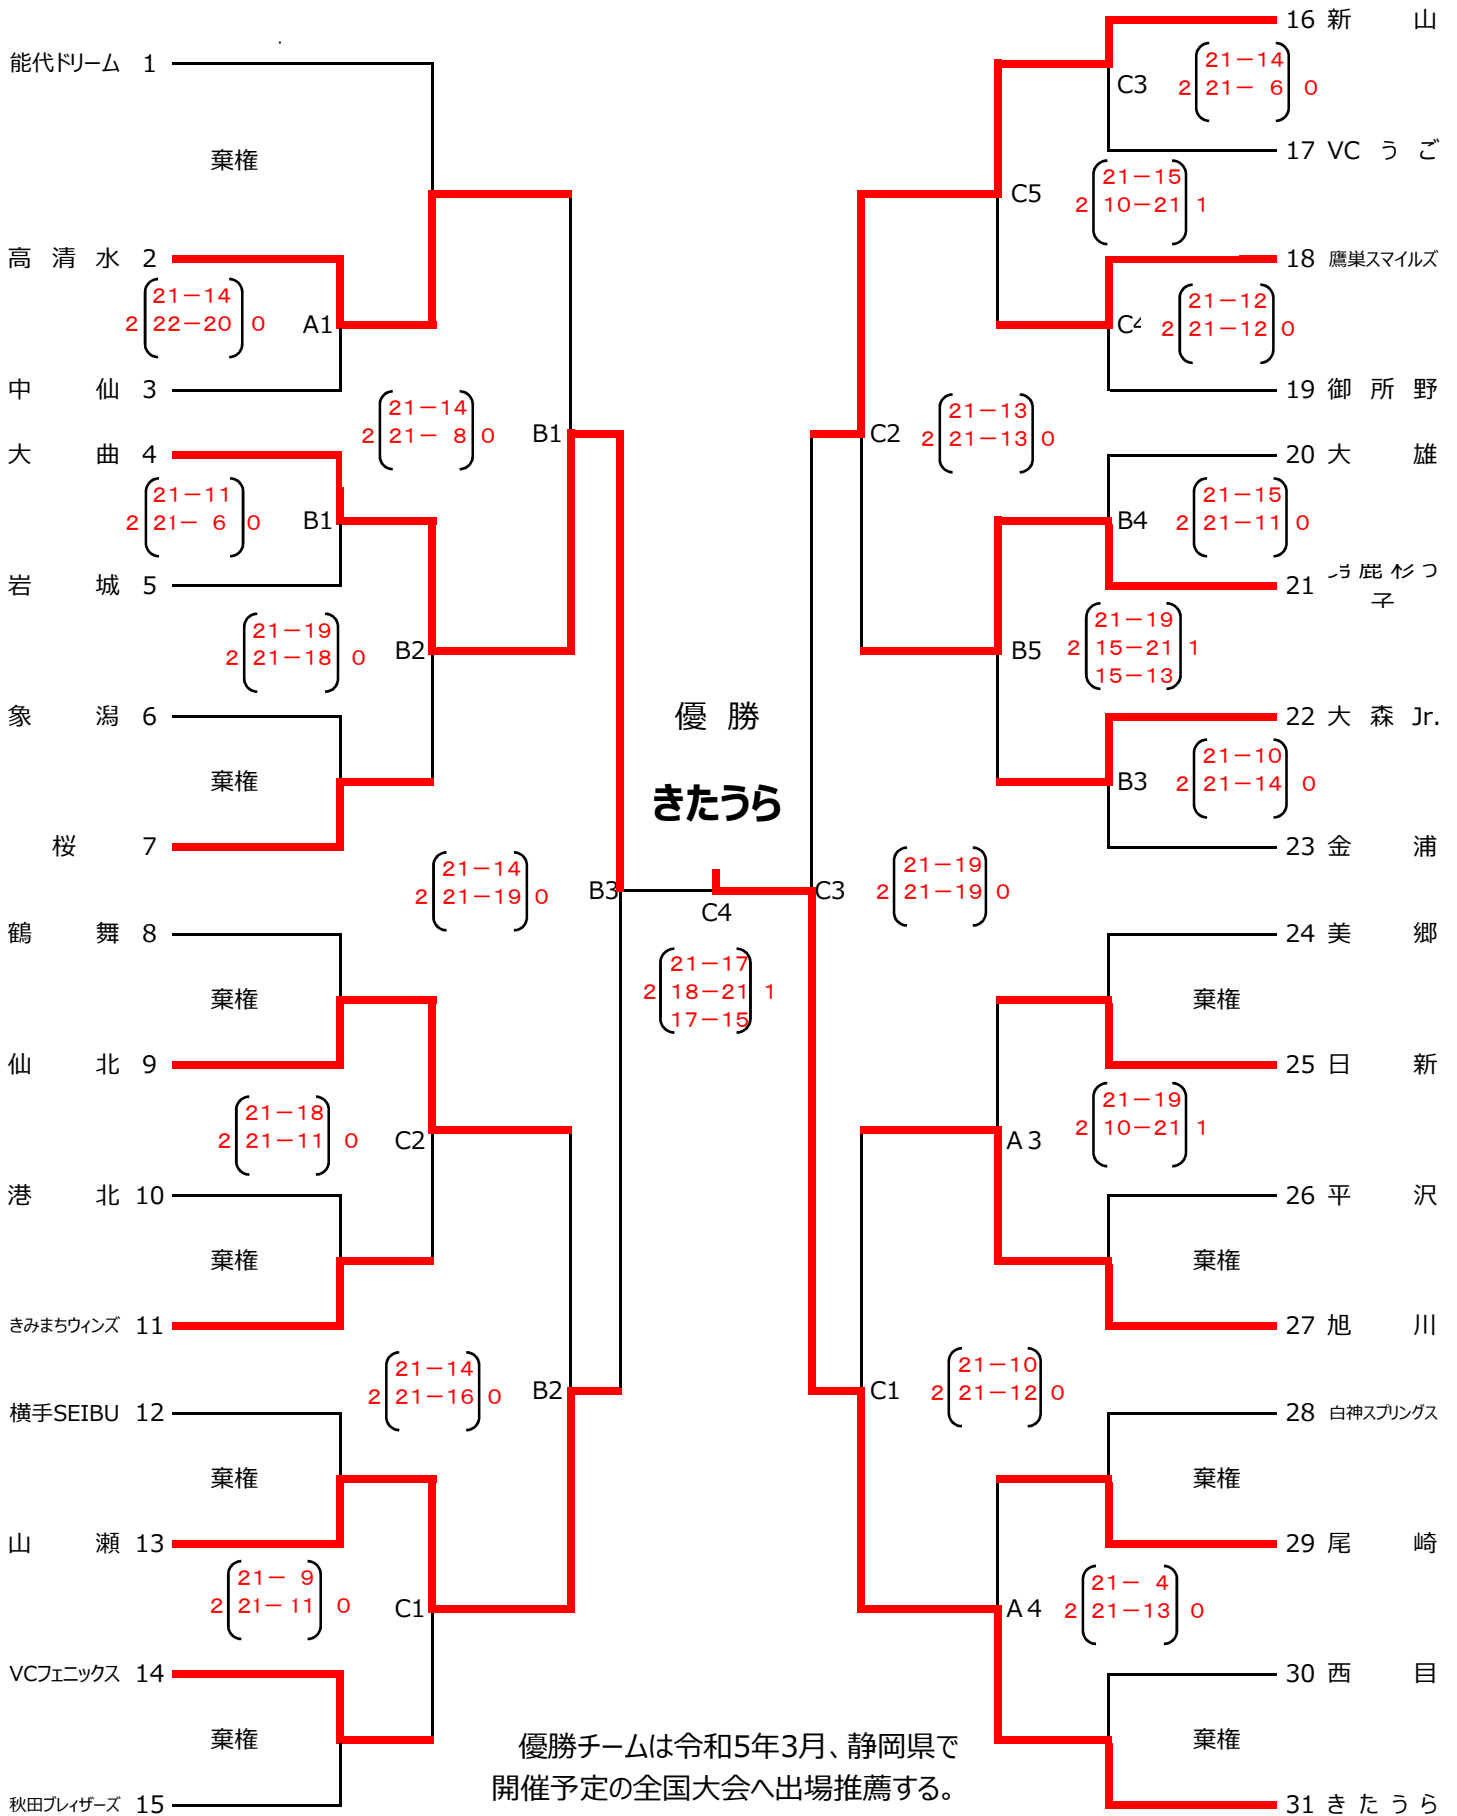 能代ドリーム 1
棄権
高 清 水 2
21-14
2 22-20 0
A1
中 仙 3
21-14
2 21- 8 0
B1
大 曲 4
21-11
2 21- 6 0
B1
岩 城 5
21-19
2 21-18 0
B2
象 潟 6
棄権
桜 7
21-14
2 21-19 0
B3
鶴 舞 8
棄権
仙 北 9
21-18
2 21-11 0
C2
港 北 10
棄権
きみまちウィンズ 11
21-14
2 21-16 0
B2
横手SEIBU 12
棄権
山 瀬 13
21- 9
2 21-11 0
C1
VCフェニックス 14
棄権
秋田ブレィザーズ 15
優 勝
きたうら
C4
21-17
2 18-21 1
17-15
16 新 山
21-14
C3 2 21- 6 0
17 VC う ご
21-15
C5 2 10-21 1
18 鷹巣スマイルズ
21-12
C4 2 21-12 0
19 御 所 野
21-13
C2 2 21-13 0
20 大 雄
21-15
B4 2 21-11 0
21
鹿 杉 っ
子
21-19
B5 2 15-21 1
15-13
22 大 森 Jr.
21-10
B3 2 21-14 0
23 金 浦
21-19
C3 2 21-19 0
24 美 郷
棄権
25 日 新
21-19
A３ 2 10-21 1
26 平 沢
棄権
27 旭 川
21-10
C1 2 21-12 0
28 白神スプリングス
棄権
29 尾 崎
21- 4
A４ 2 21-13 0
30 西 目
棄権
31 き た う ら
優勝チームは令和5年3月、静岡県で
開催予定の全国大会へ出場推薦する。